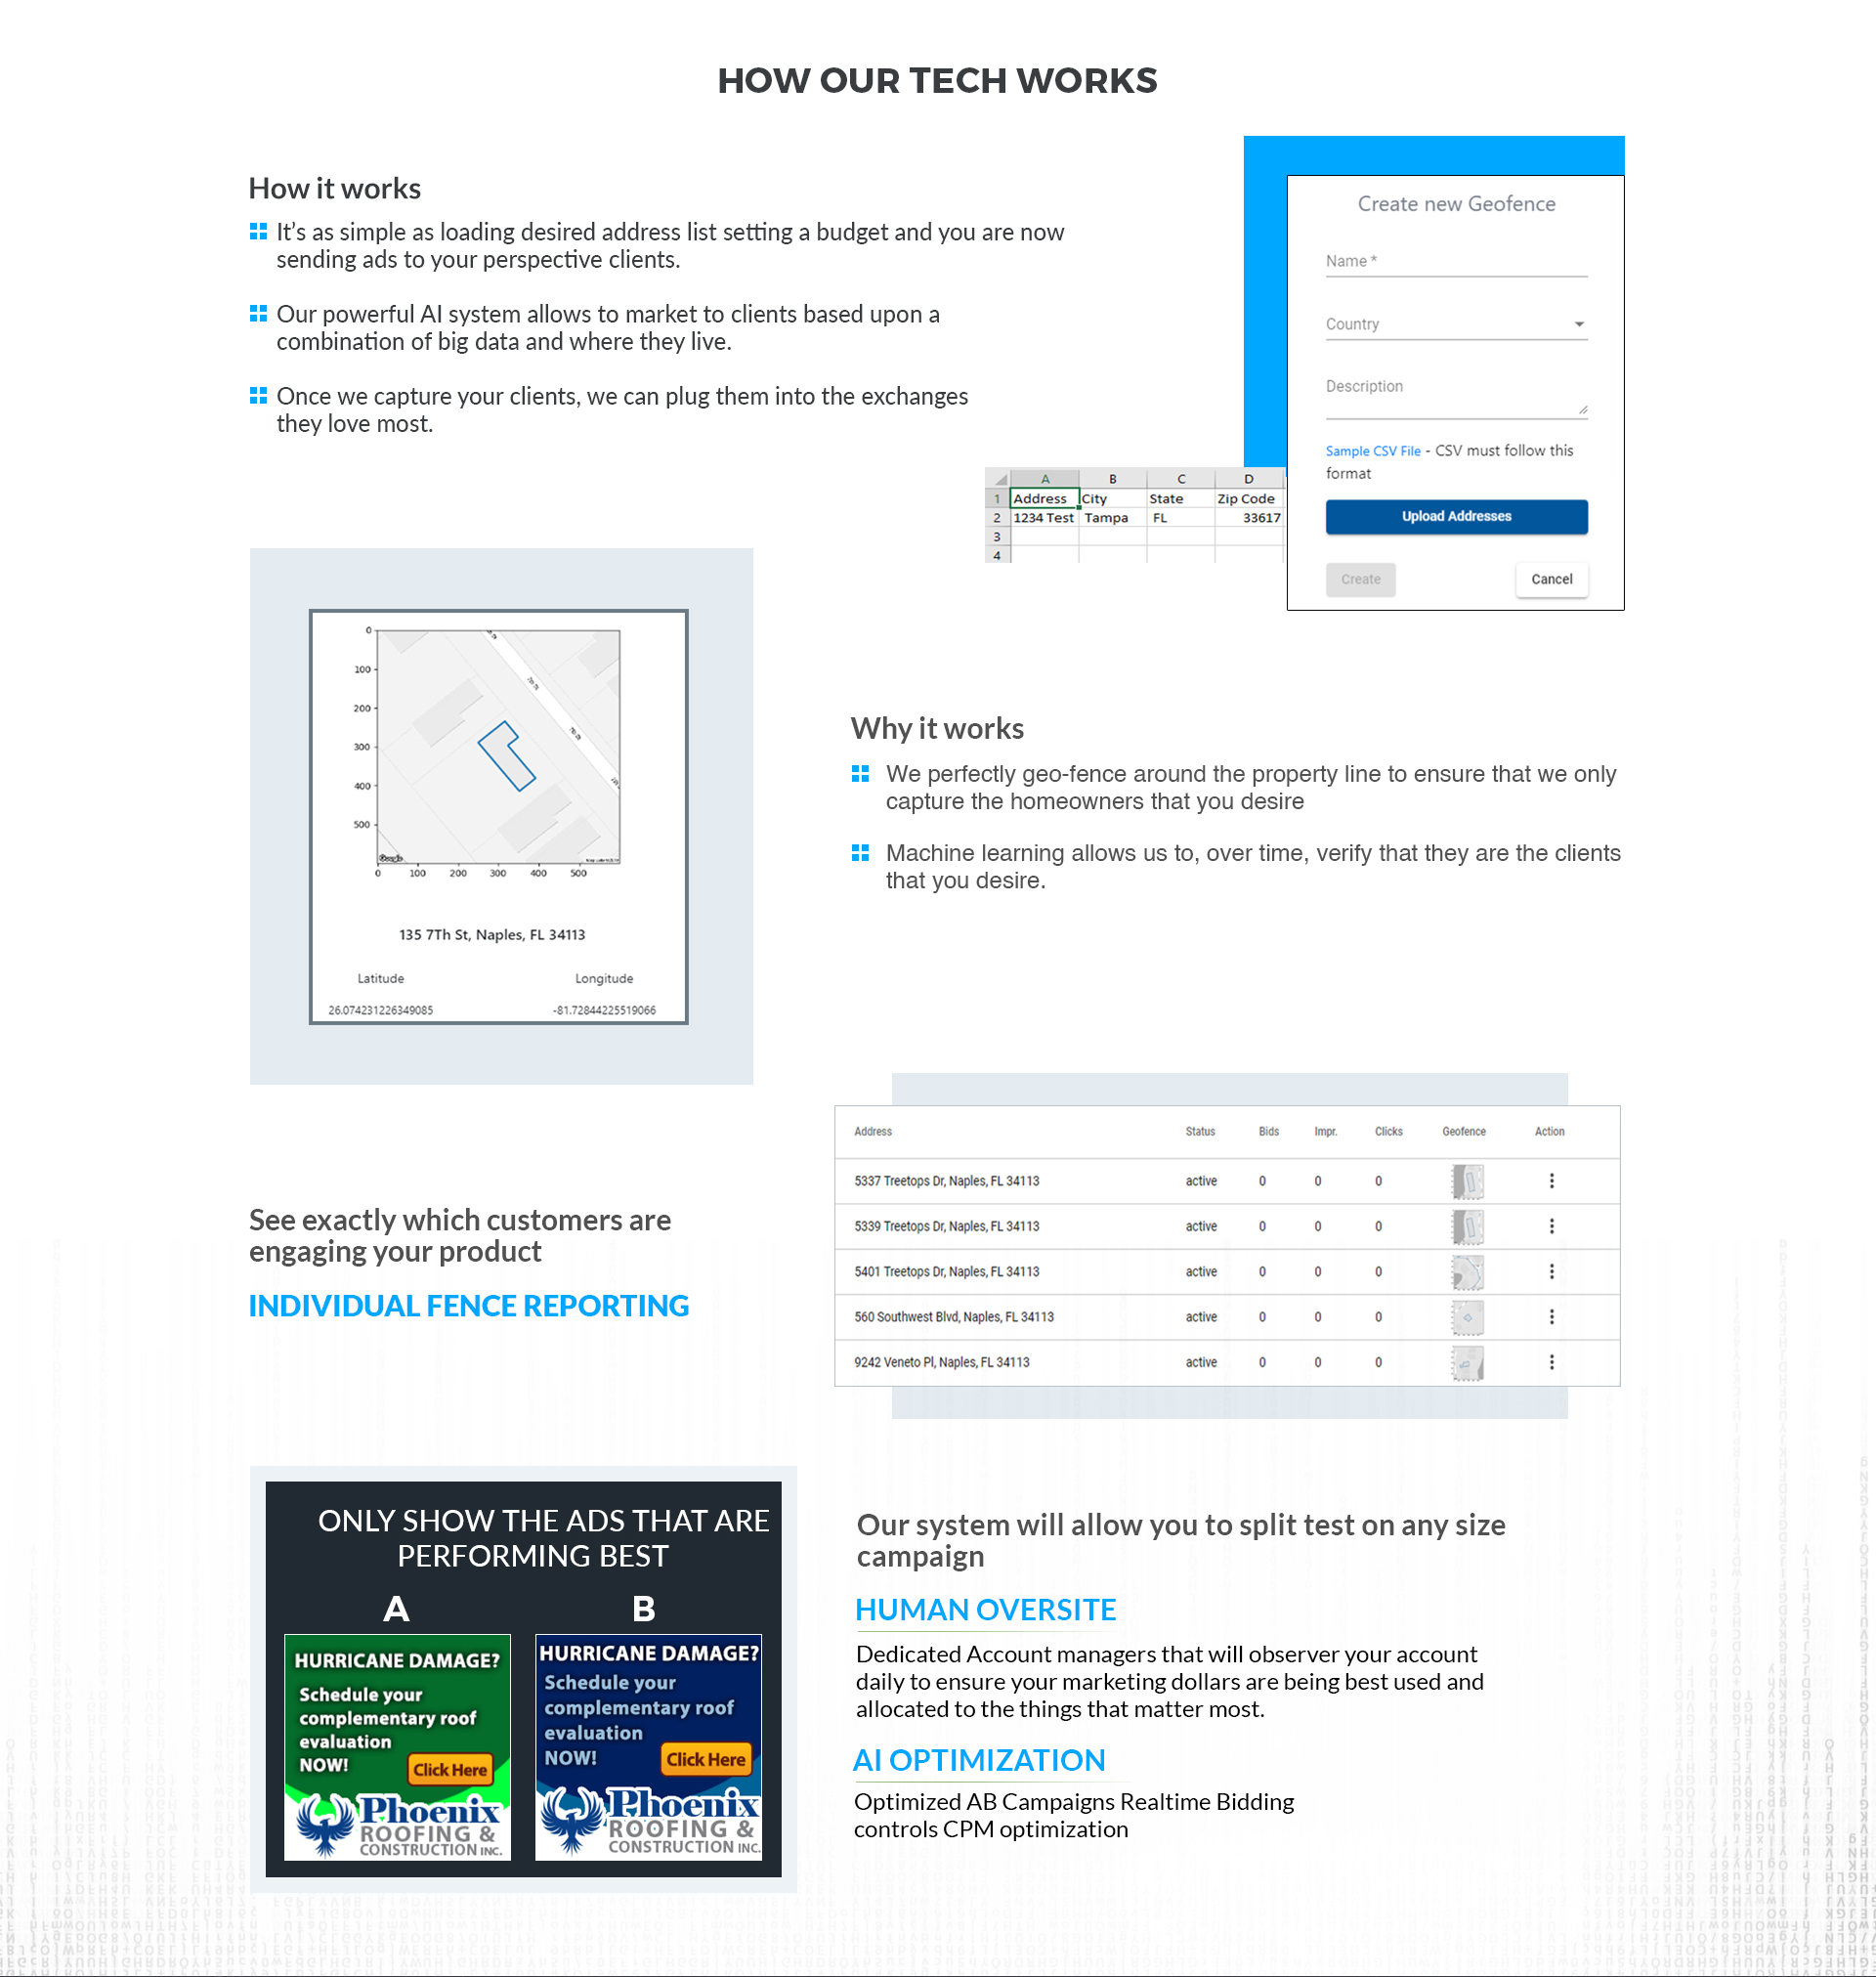 HOW OUR TECH WORKS
How it works
It's as simple as loading desired address list setting a budget and you are now
sending ads to your perspective clients.
Our powerful AI system allows to market to clients based upon a
combination of big data and where they live.
Once we capture your clients, we can plug them into the exchanges
they love most.
Create new Geofence
Name *
Country
Description
Sample CSV File - CSV must follow this
format
Upload Addresses
Create Cancel
A B C D
1 Address City State Zip Code
2 1234 Test Tampa FL 33617
3
4
0
100
200
300
400
500
0 100 200 300 400 500
Google
135 7Th St, Naples, FL 34113
Latitude Longitude
26.074231226349085 -81.72844225519066
Why it works
We perfectly geo-fence around the property line to ensure that we only
capture the homeowners that you desire
Machine learning allows us to, over time, verify that they are the clients
that you desire.
See exactly which customers are
engaging your product
INDIVIDUAL FENCE REPORTING
Address Status Bids Impr. Clicks Geofence Action
5337 Treetops Dr, Naples, FL 34113 active 0 0 0
5339 Treetops Dr, Naples, FL 34113 active 0 0 0
5401 Treetops Dr, Naples, FL 34113 active 0 0 0
560 Southwest Blvd, Naples, FL 34113 active 0 0 0
9242 Veneto Pl, Naples, FL 34113 active 0 0 0
ONLY SHOW THE ADS THAT ARE
PERFORMING BEST
A
HURRICANE DAMAGE?
Schedule your
complementary roof
evaluation
NOW!
Click Here
Phoenix
ROOFING &
CONSTRUCTION INC.
B
HURRICANE DAMAGE?
Schedule your
complementary roof
evaluation
NOW!
Click Here
Phoenix
ROOFING &
CONSTRUCTION INC.
Our system will allow you to split test on any size
campaign
HUMAN OVERSITE
Dedicated Account managers that will observer your account
daily to ensure your marketing dollars are being best used and
allocated to the things that matter most.
AI OPTIMIZATION
Optimized AB Campaigns Realtime Bidding
controls CPM optimization